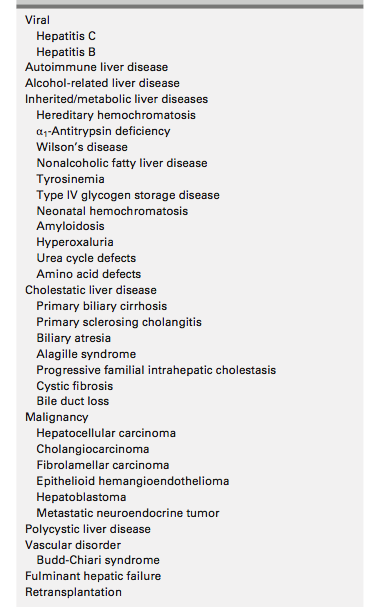 Viral
Hepatitis C
Hepatitis B
Autoimmune liver disease
Alcohol-related liver disease
Inherited/metabolic liver diseases
Hereditary hemochromatosis
α₁-Antitrypsin deficiency
Wilson's disease
Nonalcoholic fatty liver disease
Tyrosinemia
Type IV glycogen storage disease
Neonatal hemochromatosis
Amyloidosis
Hyperoxaluria
Urea cycle defects
Amino acid defects
Cholestatic liver disease
Primary biliary cirrhosis
Primary sclerosing cholangitis
Biliary atresia
Alagille syndrome
Progressive familial intrahepatic cholestasis
Cystic fibrosis
Bile duct loss
Malignancy
Hepatocellular carcinoma
Cholangiocarcinoma
Fibrolamellar carcinoma
Epithelioid hemangioendothelioma
Hepatoblastoma
Metastatic neuroendocrine tumor
Polycystic liver disease
Vascular disorder
Budd-Chiari syndrome
Fulminant hepatic failure
Retransplantation